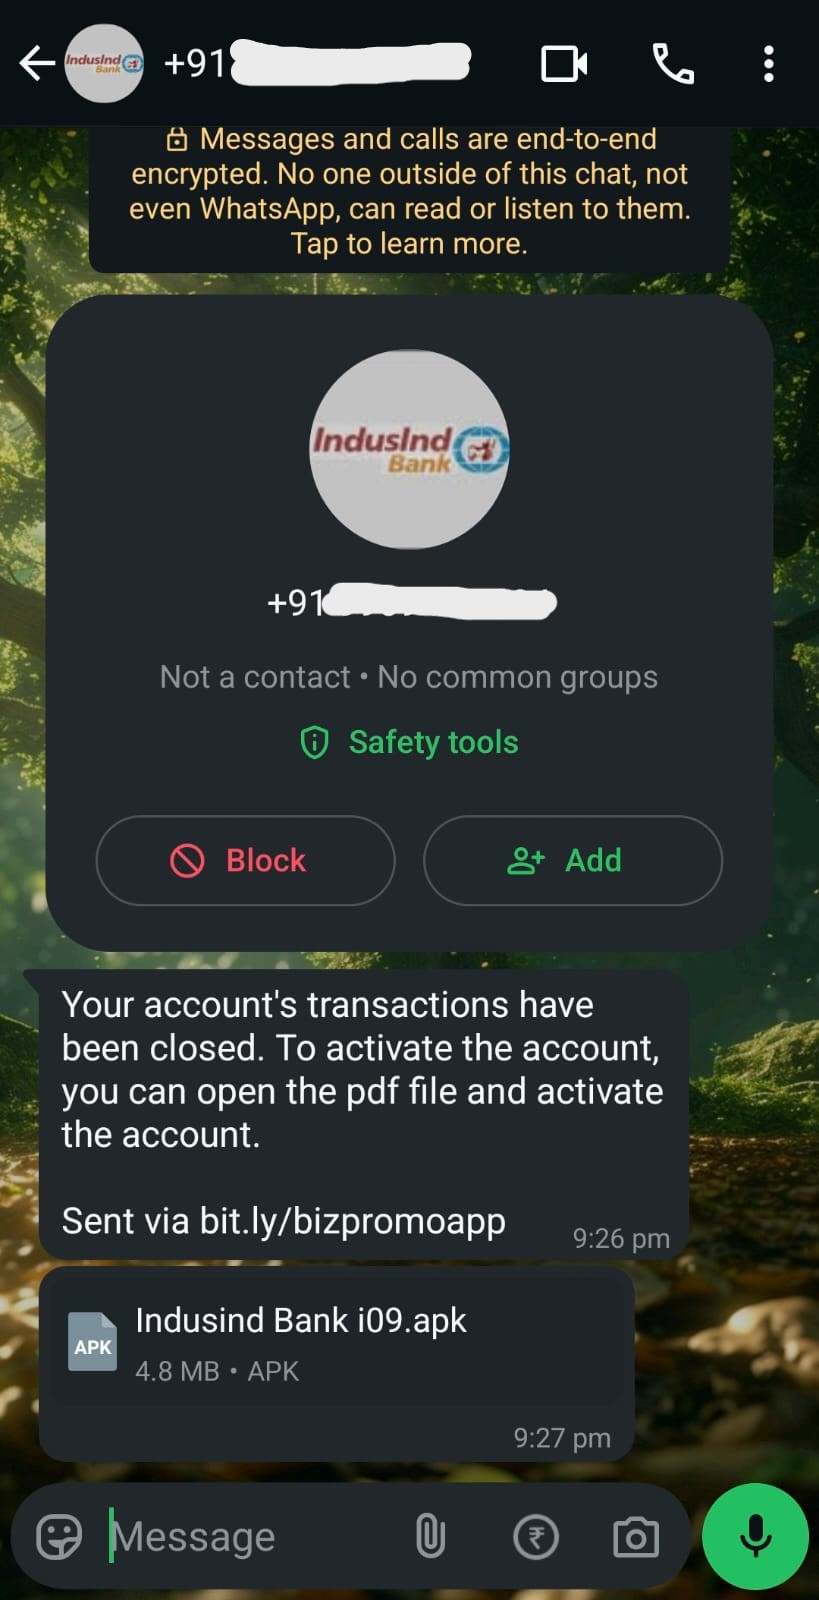 IndusInd
Bank
+91
Messages and calls are end-to-end
encrypted. No one outside of this chat, not
even WhatsApp, can read or listen to them.
Tap to learn more.
IndusInd
Bank
+91
Not a contact • No common groups
Safety tools
Block
Add
Your account's transactions have
been closed. To activate the account,
you can open the pdf file and activate
the account.
Sent via bit.ly/bizpromoapp
9:26 pm
APK
Indusind Bank i09.apk
4.8 MB • APK
9:27 pm
Message
₹